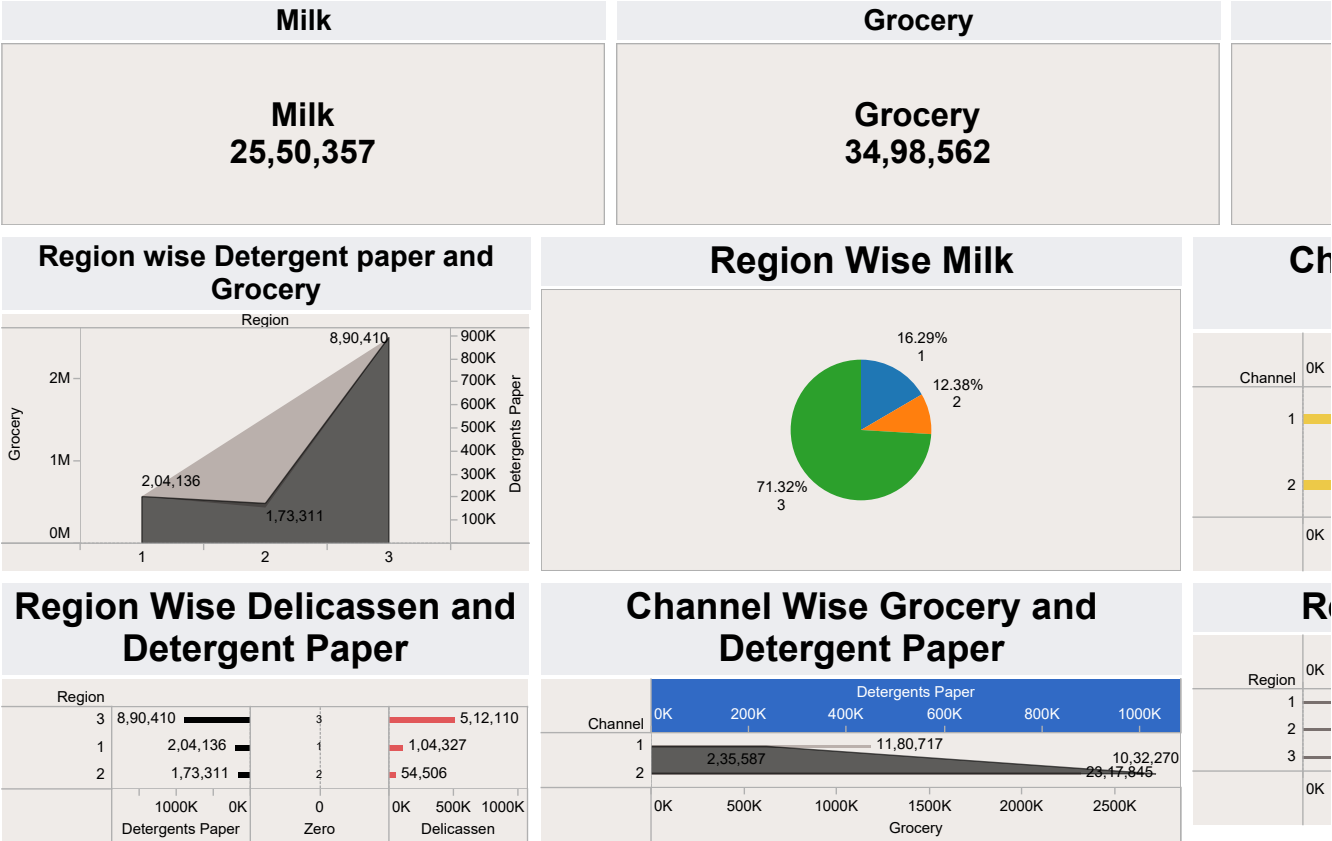 Milk
Grocery
Milk
25,50,357
Grocery
34,98,562
Region wise Detergent paper and
Grocery
Region
8,90,410
2,04,136
1,73,311
2M
1M
0M
Grocery
900K
800K
700K
600K
500K
400K
300K
200K
100K
Detergents Paper
1 2 3
Region Wise Milk
16.29%
1
12.38%
2
71.32%
3
Ch
0K
Channel
1
2
0K
Region Wise Delicassen and
Detergent Paper
Region
3 8,90,410 3 5,12,110
1 2,04,136 1 1,04,327
2 1,73,311 2 54,506
1000K 0K 0 0K 500K 1000K
Detergents Paper Zero Delicassen
Channel Wise Grocery and
Detergent Paper
Detergents Paper
Channel 0K 200K 400K 600K 800K 1000K
1 11,80,717
2,35,587 10,32,270
2 23,17,845
0K 500K 1000K 1500K 2000K 2500K
Grocery
Re
0K
Region
1
2
3
0K